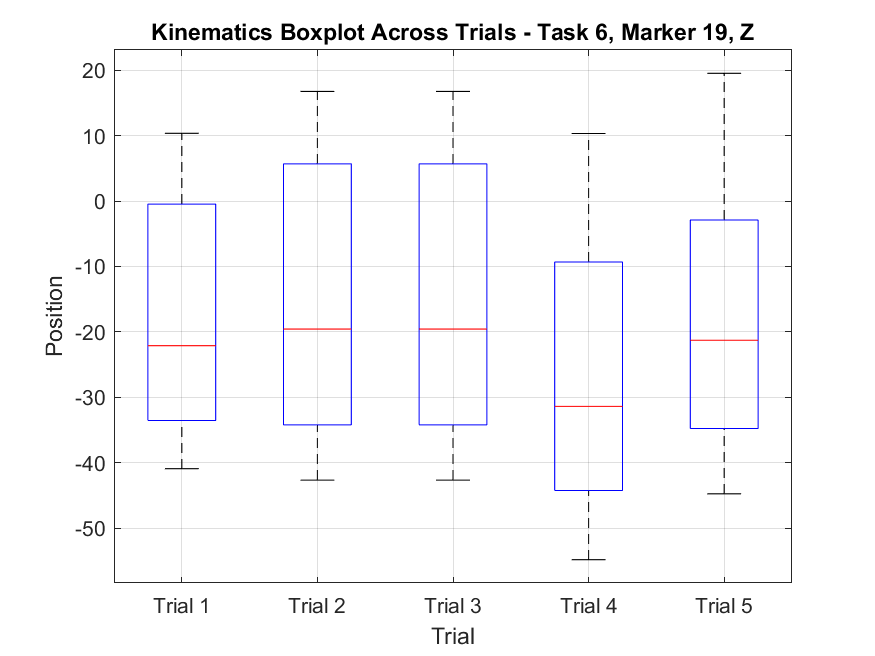 Kinematics Boxplot Across Trials - Task 6, Marker 19, Z
20
10
0
-10
-20
-30
-40
-50
Position
Trial 1 Trial 2 Trial 3 Trial 4 Trial 5
Trial